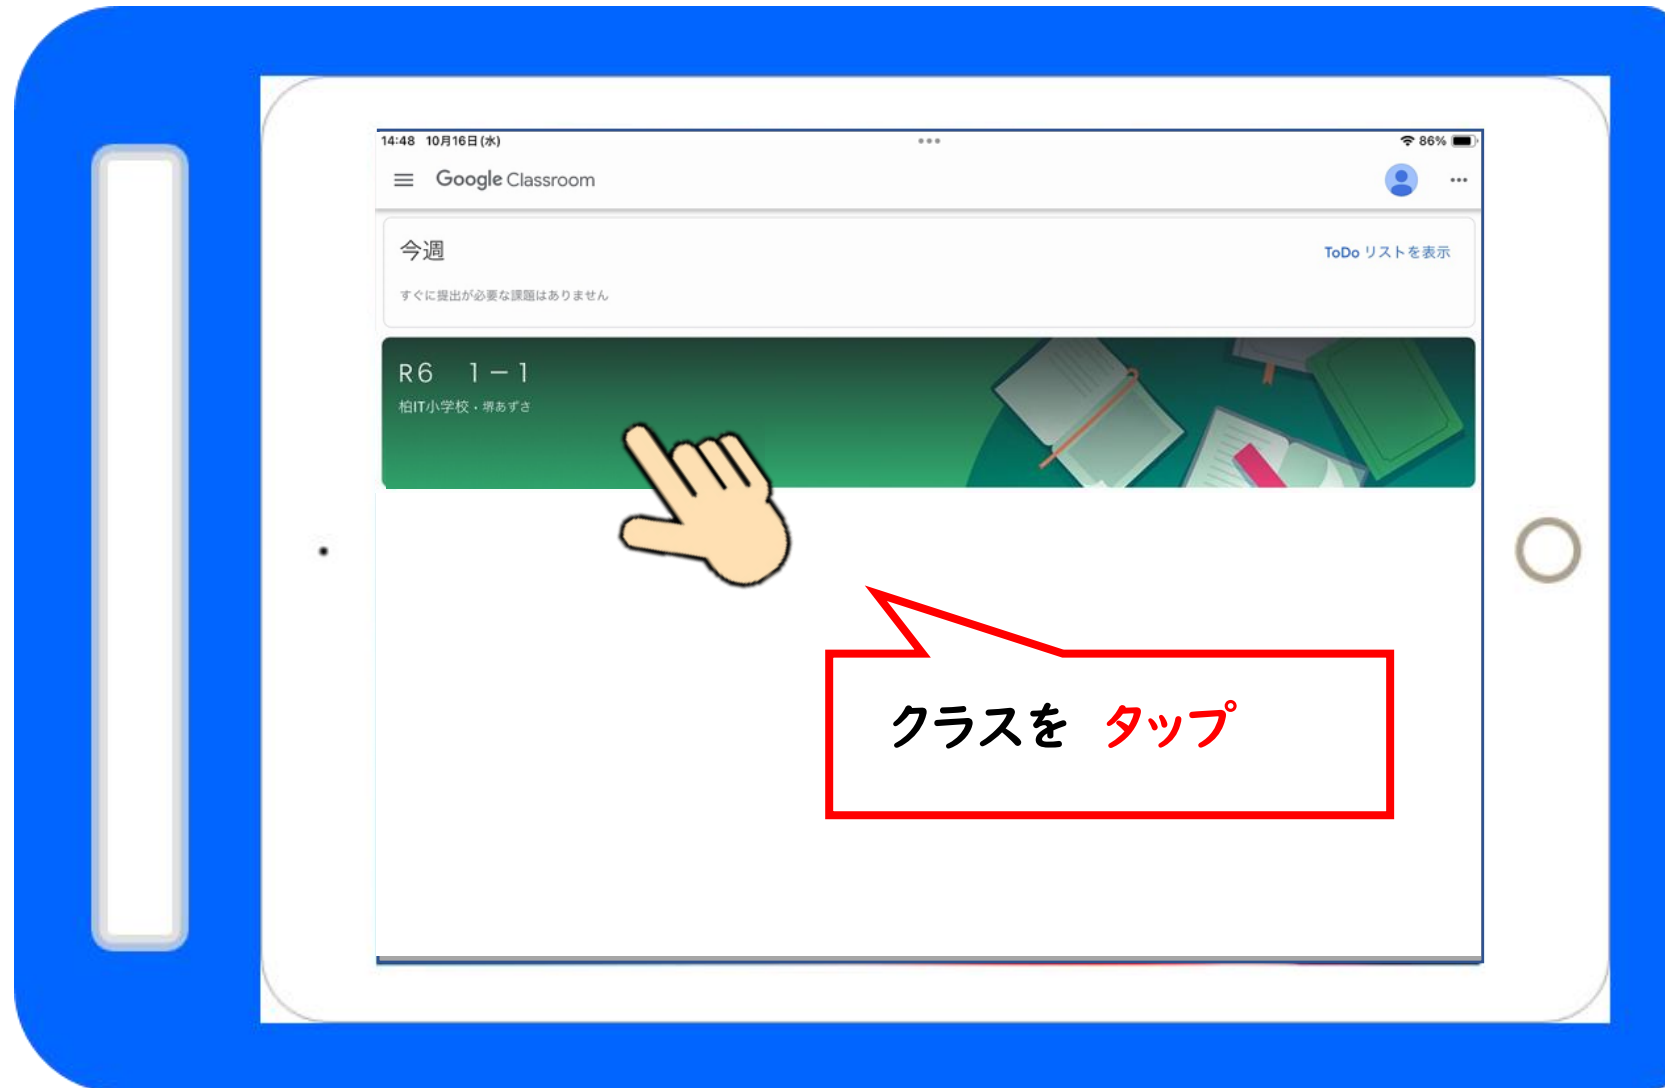 14:48 10月16日(水)
86%
Google Classroom
今週
ToDo リストを表示
すぐに提出が必要な課題はありません
R6 1－1
柏IT小学校・堺あずさ
クラスを タップ